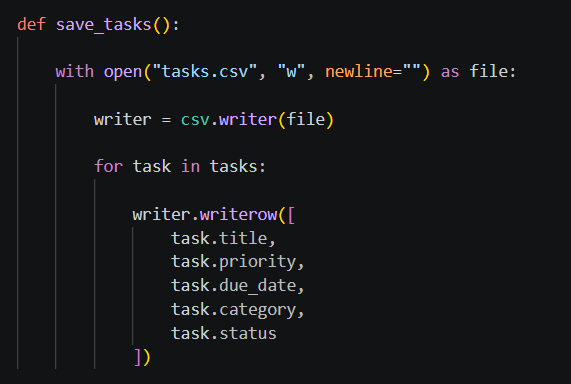 def save_tasks():
with open("tasks.csv", "w", newline="") as file:
writer = csv.writer(file)
for task in tasks:
writer.writerow([
task.title,
task.priority,
task.due_date,
task.category,
task.status
])